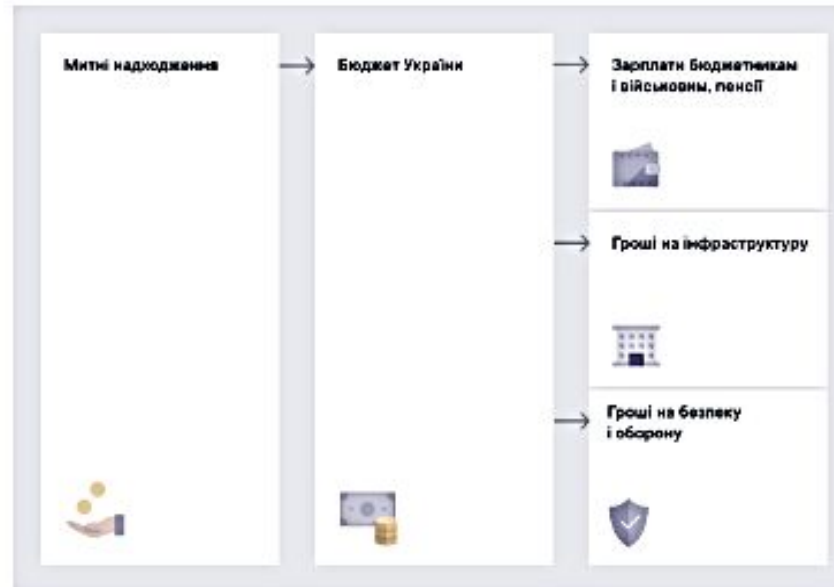 Митні надходження
Бюджет України
Зарплати бюджетникам
і військовим, пенсії
Гроші на інфраструктуру
Гроші на безпеку
і оборону